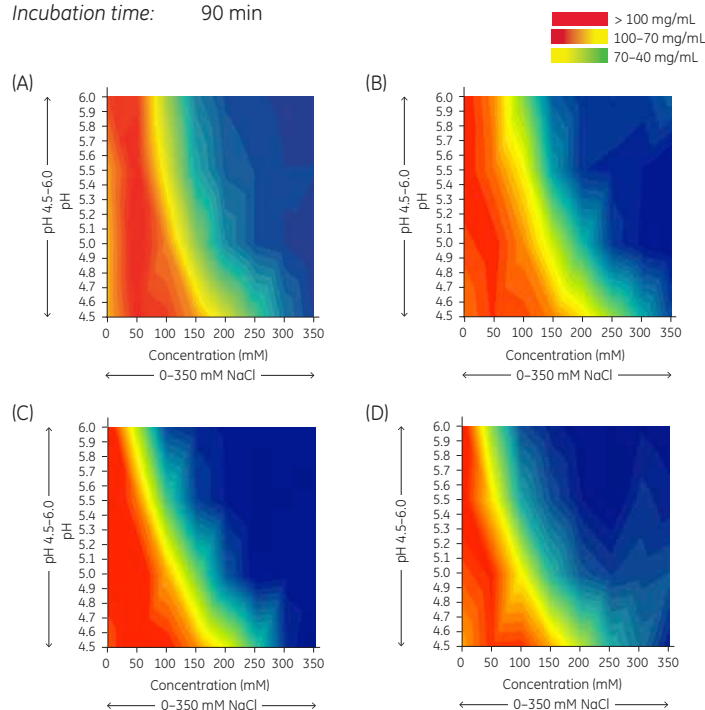 Incubation time: 90 min
> 100 mg/mL
100–70 mg/mL
70–40 mg/mL
(A)
pH 4.5–6.0
pH
6.0
5.9
5.8
5.7
5.6
5.5
5.4
5.3
5.2
5.1
5.0
4.9
4.8
4.7
4.6
4.5
0 50 100 150 200 250 300 350
Concentration (mM)
0–350 mM NaCl
(B)
pH 4.5–6.0
pH
6.0
5.9
5.8
5.7
5.6
5.5
5.4
5.3
5.2
5.1
5.0
4.9
4.8
4.7
4.6
4.5
0 50 100 150 200 250 300 350
Concentration (mM)
0–350 mM NaCl
(C)
pH 4.5–6.0
pH
6.0
5.9
5.8
5.7
5.6
5.5
5.4
5.3
5.2
5.1
5.0
4.9
4.8
4.7
4.6
4.5
0 50 100 150 200 250 300 350
Concentration (mM)
0–350 mM NaCl
(D)
pH 4.5–6.0
pH
6.0
5.9
5.8
5.7
5.6
5.5
5.4
5.3
5.2
5.1
5.0
4.9
4.8
4.7
4.6
4.5
0 50 100 150 200 250 300 350
Concentration (mM)
0–350 mM NaCl